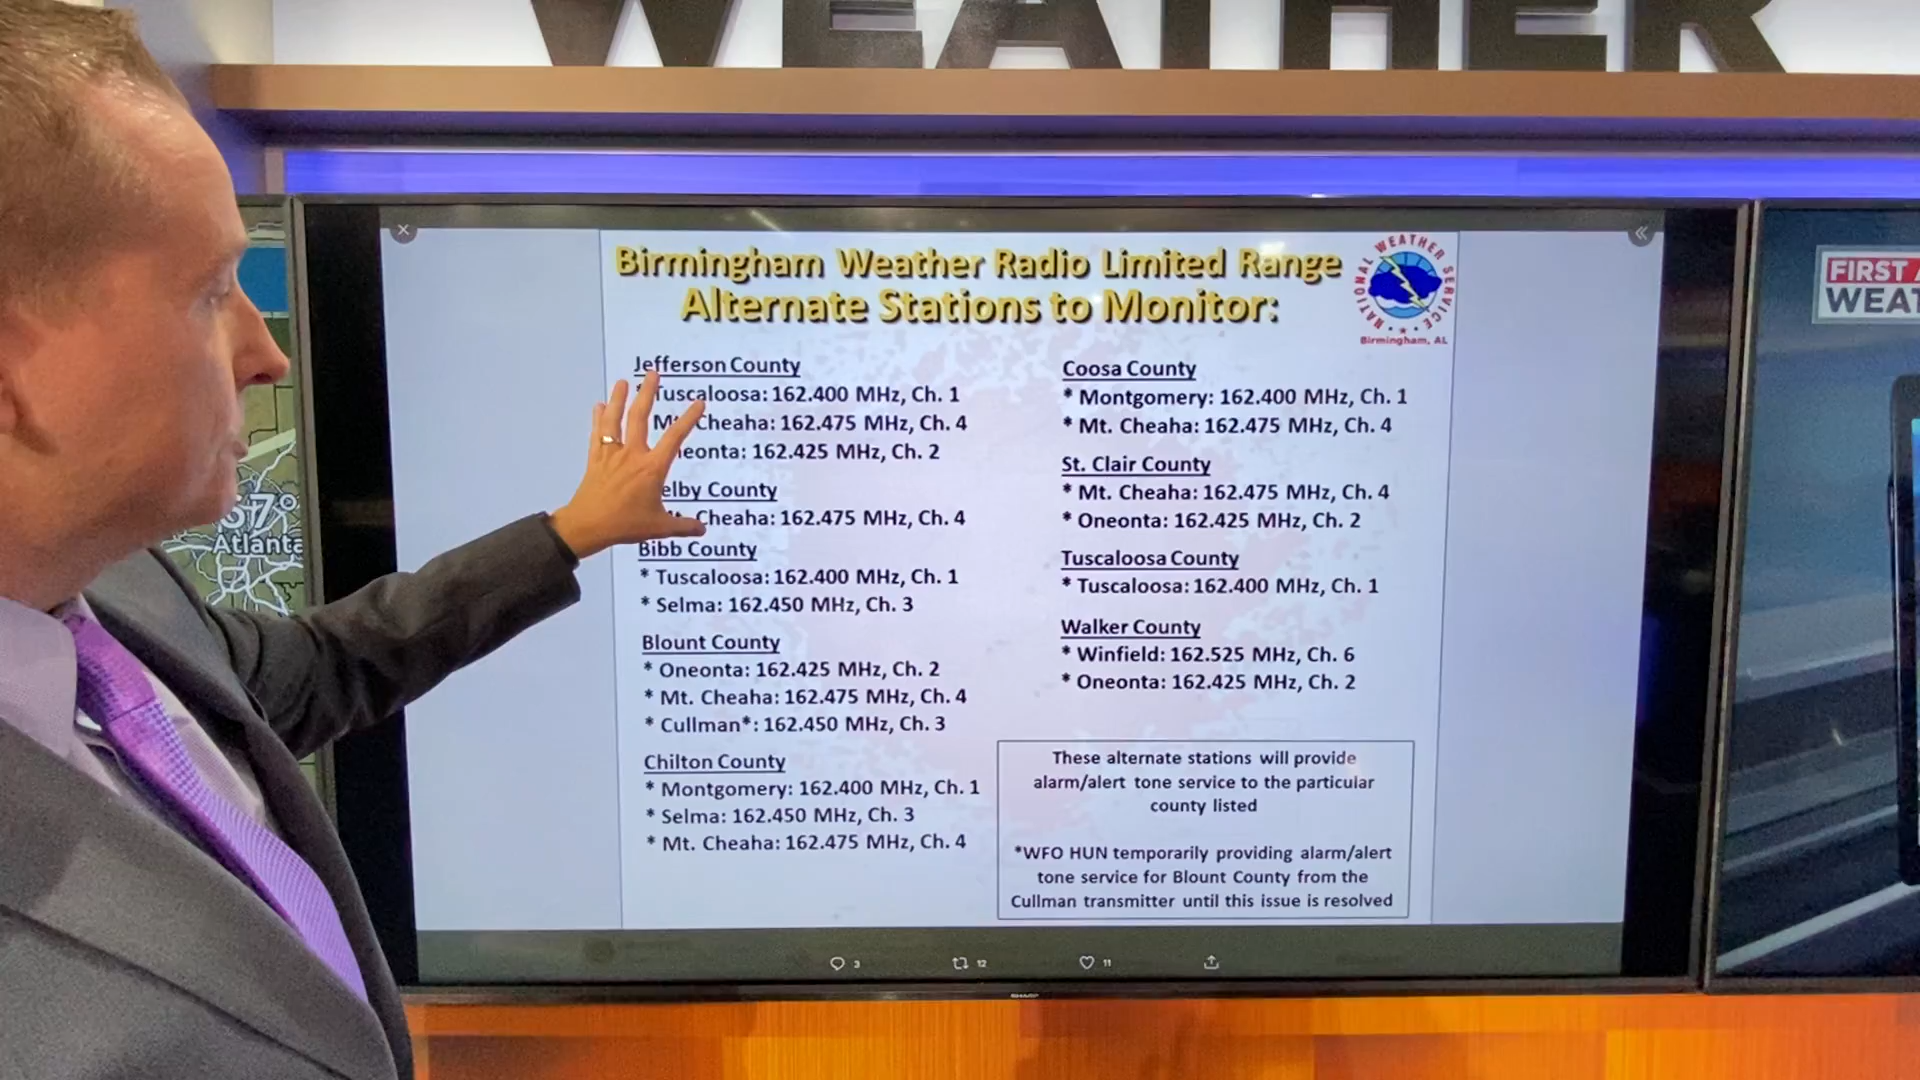 WEATHER
Birmingham Weather Radio Limited Range
Alternate Stations to Monitor:
NATIONAL WEATHER SERVICE
Birmingham, AL
Jefferson County
* Tuscaloosa: 162.400 MHz, Ch. 1
Cheaha: 162.475 MHz, Ch. 4
162.425 MHz, Ch. 2
County
Cheaha: 162.475 MHz, Ch. 4
Bibb County
* Tuscaloosa: 162.400 MHz, Ch. 1
* Selma: 162.450 MHz, Ch. 3
Blount County
* Oneonta: 162.425 MHz, Ch. 2
* Mt. Cheaha: 162.475 MHz, Ch. 4
* Cullman*: 162.450 MHz, Ch. 3
Chilton County
* Montgomery: 162.400 MHz, Ch. 1
* Selma: 162.450 MHz, Ch. 3
* Mt. Cheaha: 162.475 MHz, Ch. 4
Coosa County
* Montgomery: 162.400 MHz, Ch. 1
* Mt. Cheaha: 162.475 MHz, Ch. 4
St. Clair County
* Mt. Cheaha: 162.475 MHz, Ch. 4
* Oneonta: 162.425 MHz, Ch. 2
Tuscaloosa County
* Tuscaloosa: 162.400 MHz, Ch. 1
Walker County
* Winfield: 162.525 MHz, Ch. 6
* Oneonta: 162.425 MHz, Ch. 2
These alternate stations will provide
alarm/alert tone service to the particular
county listed
*WFO HUN temporarily providing alarm/alert
tone service for Blount County from the
Cullman transmitter until this issue is resolved
3 12 11
SHARP
67°
Atlanta
FIRST
WEAT